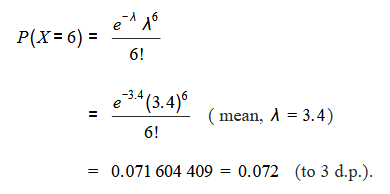 P(X = 6) = e^{-λ} λ^6 / 6!
= e^{-3.4} (3.4)^6 / 6! ( mean, λ = 3.4)
= 0.071 604 409 = 0.072 (to 3 d.p.).